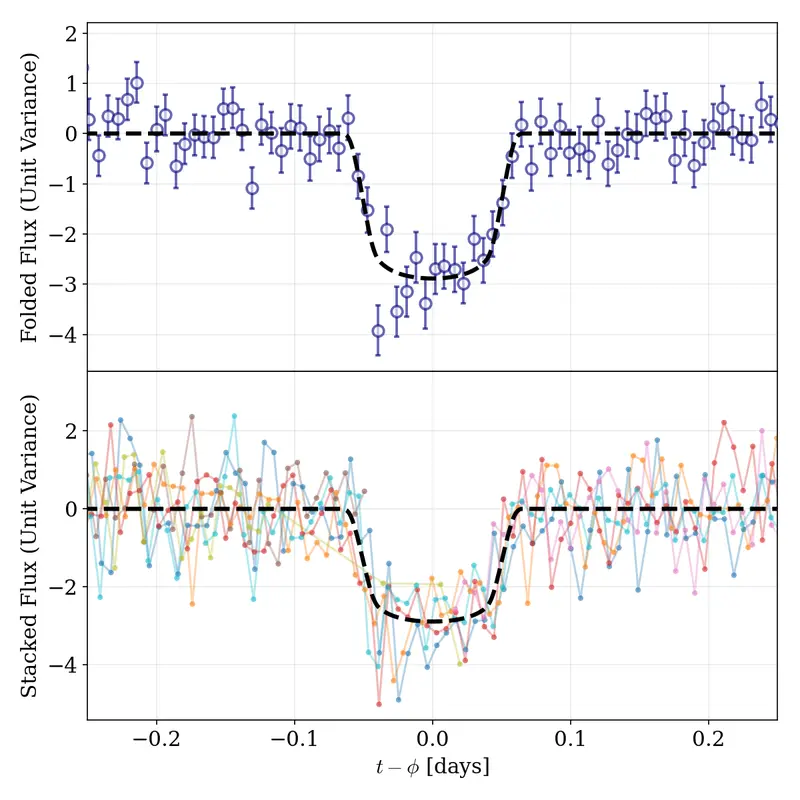 Folded Flux (Unit Variance)
2
1
0
−1
−2
−3
−4
Stacked Flux (Unit Variance)
2
0
−2
−4
−0.2 −0.1 0.0 0.1 0.2
t − ϕ [days]